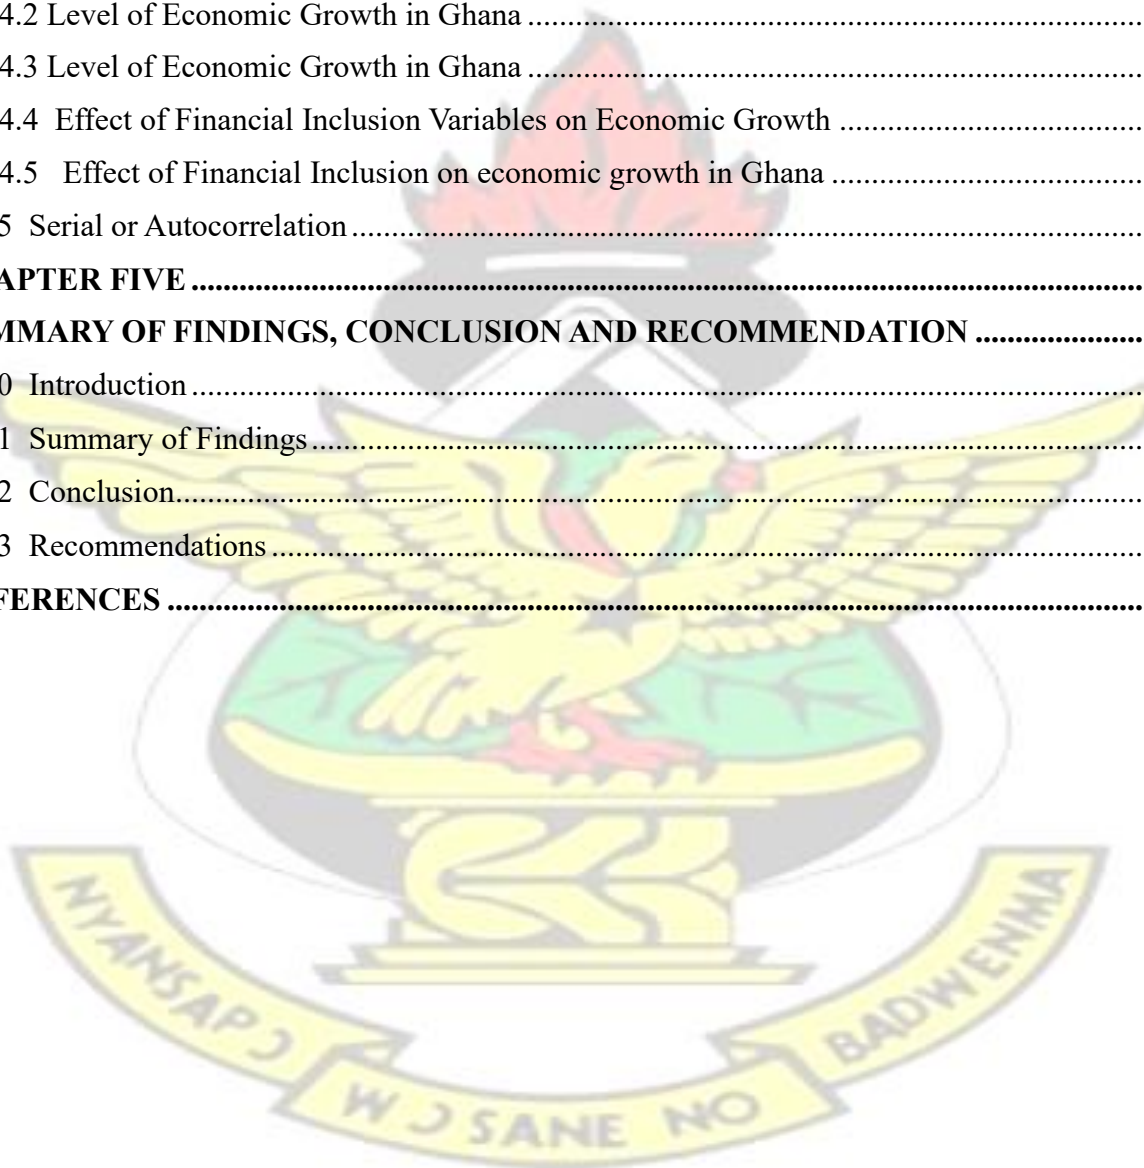 4.2 Level of Economic Growth in Ghana ........................................................................
4.3 Level of Economic Growth in Ghana ........................................................................
4.4 Effect of Financial Inclusion Variables on Economic Growth ...................................
4.5 Effect of Financial Inclusion on economic growth in Ghana ....................................
5 Serial or Autocorrelation ................................................................................................
APTER FIVE ......................................................................................................................
MMARY OF FINDINGS, CONCLUSION AND RECOMMENDATION .....................
0 Introduction ....................................................................................................................
1 Summary of Findings .....................................................................................................
2 Conclusion......................................................................................................................
3 Recommendations ..........................................................................................................
FERENCES .........................................................................................................................
NYANSAPƆ WƆSANE NO BADWENMA